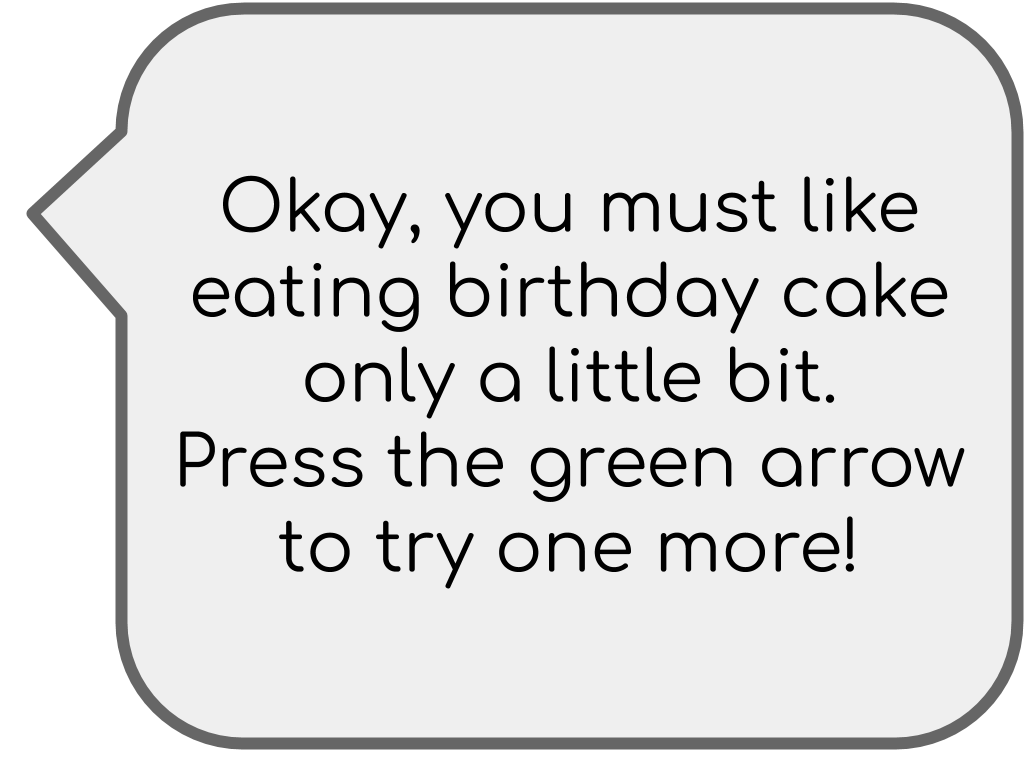 Okay, you must like
eating birthday cake
only a little bit.
Press the green arrow
to try one more!